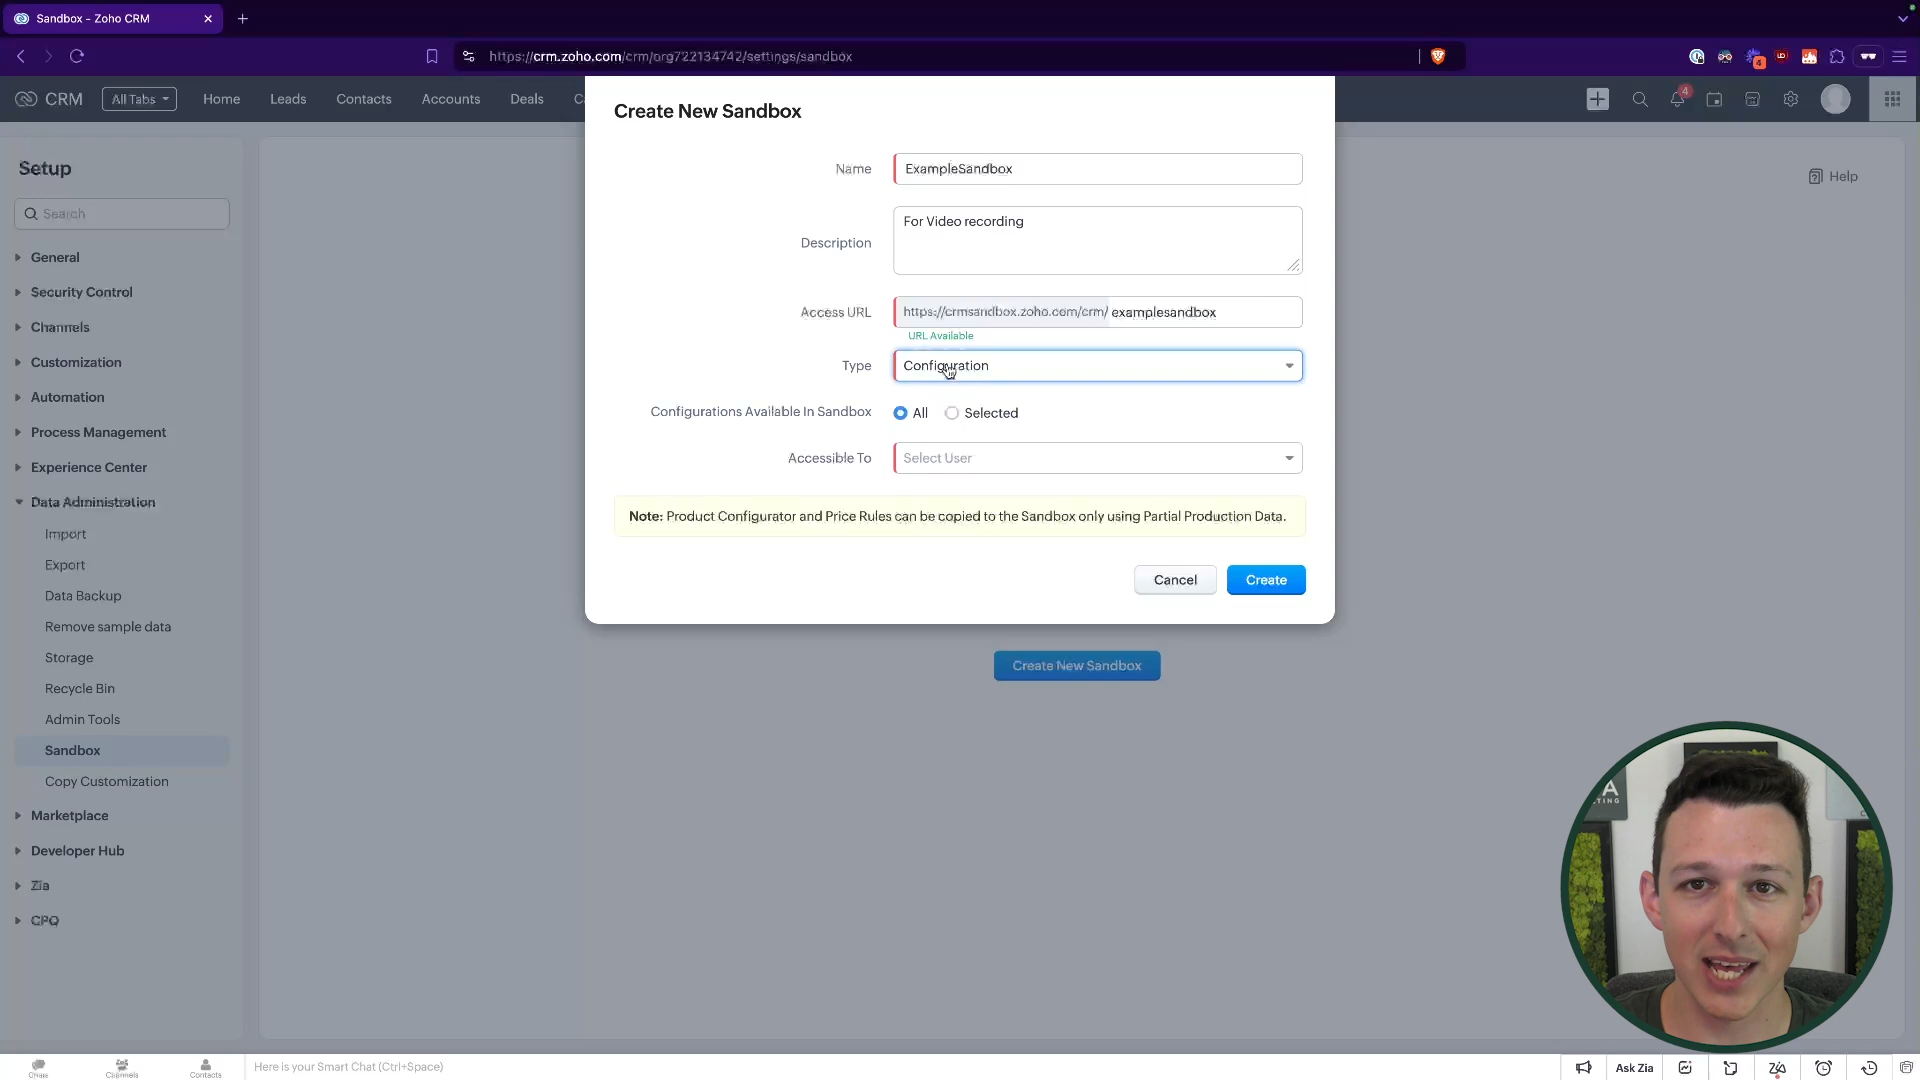 Sandbox - Zoho CRM
https://crm.zoho.com/crm/org722134742/settings/sandbox
4
CRM
All Tabs
Home
Leads
Contacts
Accounts
Deals
4
Create New Sandbox
Setup
Help
Search
Name
ExampleSandbox
Description
For Video recording
Access URL
https://crmsandbox.zoho.com/crm/ examplesandbox
URL Available
Type
Configuration
Configurations Available In Sandbox
All
Selected
Accessible To
Select User
Note: Product Configurator and Price Rules can be copied to the Sandbox only using Partial Production Data.
Cancel
Create
Create New Sandbox
General
Security Control
Channels
Customization
Automation
Process Management
Experience Center
Data Administration
Import
Export
Data Backup
Remove sample data
Storage
Recycle Bin
Admin Tools
Sandbox
Copy Customization
Marketplace
Developer Hub
Zia
CPQ
Chats
Channels
Contacts
Here is your Smart Chat (Ctrl+Space)
Ask Zia